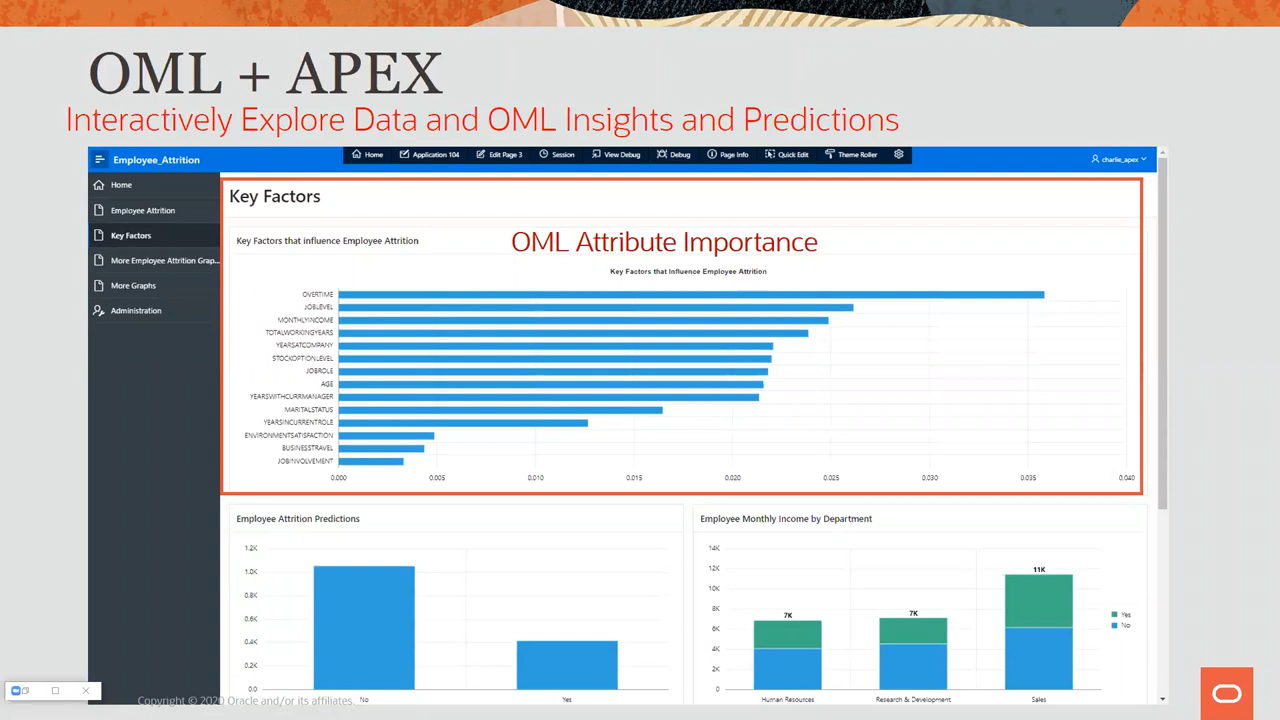 OML + APEX
Interactively Explore Data and OML Insights and Predictions
Employee_Attrition
Home
Application 104
Edit Page 3
Session
View Debug
Debug
Page Info
Quick Edit
Theme Roller
charlie_apex
Home
Employee Attrition
Key Factors
More Employee Attrition Grap...
More Graphs
Administration
Key Factors
Key Factors that influence Employee Attrition
OML Attribute Importance
Key Factors that Influence Employee Attrition
OVERTIME
JOBLEVEL
MONTHLYINCOME
TOTALWORKINGYEARS
YEARSATCOMPANY
STOCKOPTIONLEVEL
JOBROLE
AGE
YEARSWITHCURRMANAGER
MARITALSTATUS
YEARSINCURRENTROLE
ENVIRONMENTSATISFACTION
BUSINESSTRAVEL
JOBINVOLVEMENT
0.000 0.005 0.010 0.015 0.020 0.025 0.030 0.035 0.040
Employee Attrition Predictions
1.2K
1.0K
0.8K
0.6K
0.4K
0.2K
0.0
No Yes
Employee Monthly Income by Department
14K
12K
10K
8K
6K
4K
2K
0
7K
7K
11K
Human Resources Research & Development Sales
Yes
No
Copyright © 2020 Oracle and/or its affiliates.